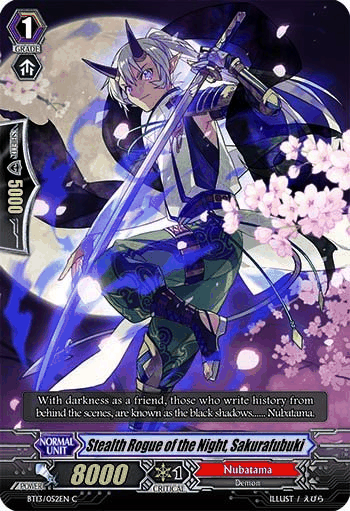 1
GRADE
SHIELD
5000
With darkness as a friend, those who write history from
behind the scenes, are known as the black shadows...... Nubatama.
NORMAL
UNIT
Stealth Rogue of the Night, Sakurafubuki
POWER
8000
1
CRITICAL
Nubatama
Demon
BT13/052EN C
ILLUST / えびら